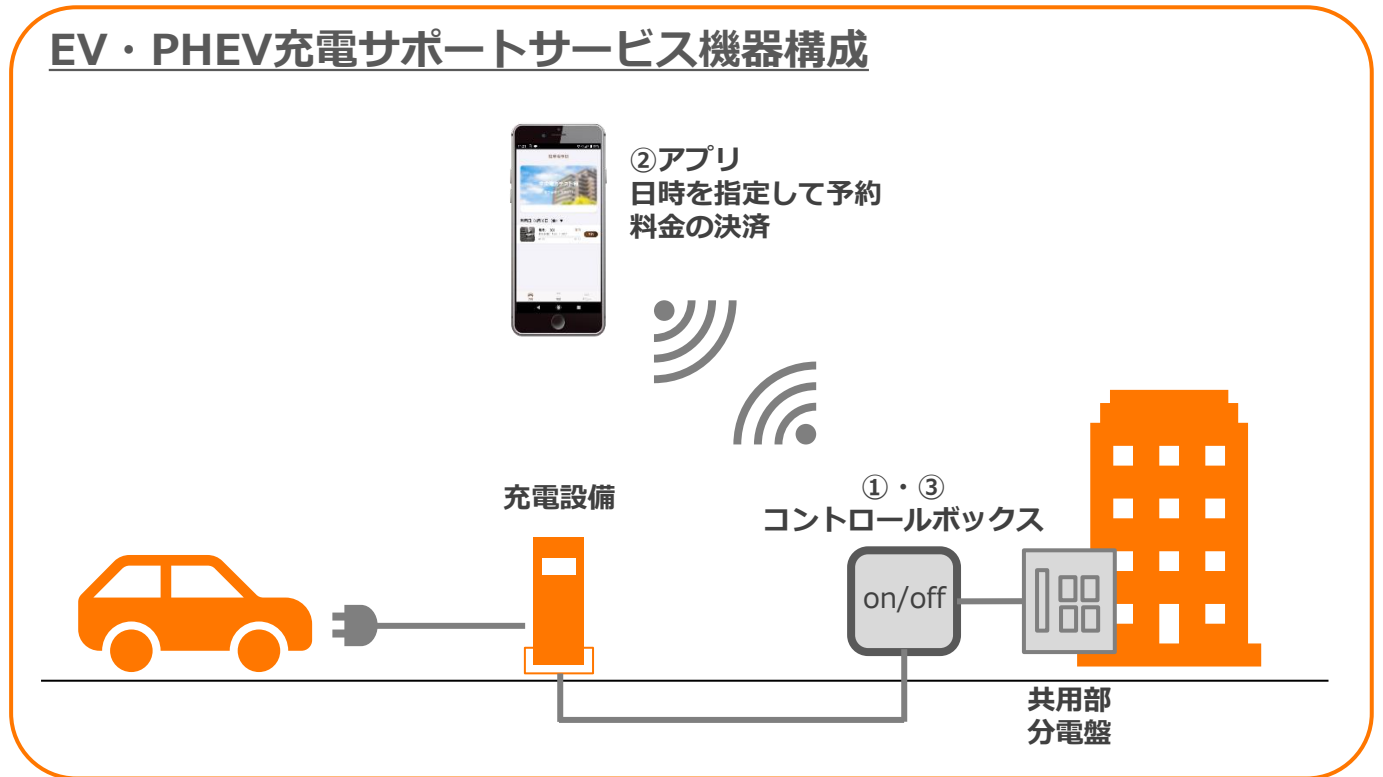 EV・PHEV充電サポートサービス機器構成
②アプリ
日時を指定して予約
料金の決済
充電設備
①・③
コントロールボックス
on/off
共用部
分電盤